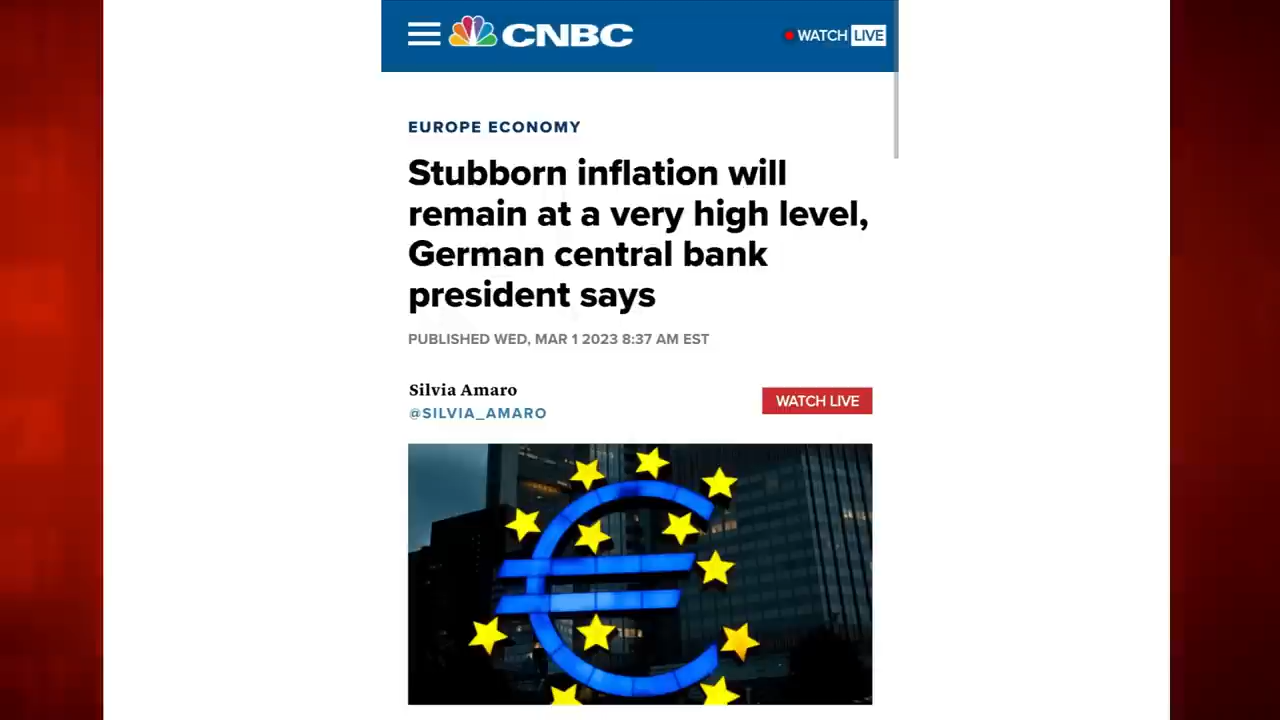 CNBC
WATCH LIVE
EUROPE ECONOMY
Stubborn inflation will
remain at a very high level,
German central bank
president says
PUBLISHED WED, MAR 1 2023 8:37 AM EST
Silvia Amaro
@SILVIA_AMARO
WATCH LIVE